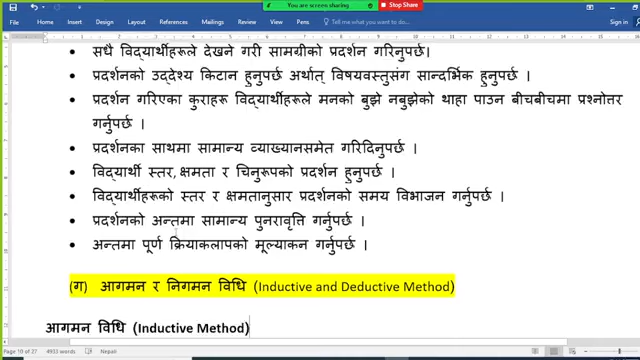 You are screen sharing Stop Share
File Home Insert Design Layout References Mailings Review View Tell me what you want to do...
सधै विद्यार्थीहरूले देखने गरी सामग्रीको प्रदर्शन गरिनुपर्छ।
प्रदर्शनको उद्देश्य किटान हुनुपर्छ अर्थात् विषयवस्तुसंग सान्दर्भिक हुनुपर्छ ।
प्रदर्शन गरिएका कुराहरू विद्यार्थीहरूले मनको बुझे नबुझेको थाहा पाउन बीचबीचमा प्रश्नोत्तर
गर्नुपर्छ ।
प्रदर्शनका साथमा सामान्य व्याख्यानसमेत गरिदिनुपर्छ ।
विद्यार्थी स्तर, क्षमता र चिनुरूपको प्रदर्शन हुनुपर्छ ।
विद्यार्थीहरूको स्तर र क्षमतानुसार प्रदर्शनको समय विभाजन गर्नुपर्छ ।
प्रदर्शनको अन्तमा सामान्य पुनरावृत्ति गर्नुपर्छ ।
अन्तमा पूर्ण क्रियाकलापको मूल्याकन गर्नुपर्छ ।
(ग) आगमन र निगमन विधि (Inductive and Deductive Method)
आगमन विधि (Inductive Method)
Page 10 of 27 4933 words Nepali